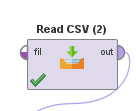 Read CSV (2)
fil out